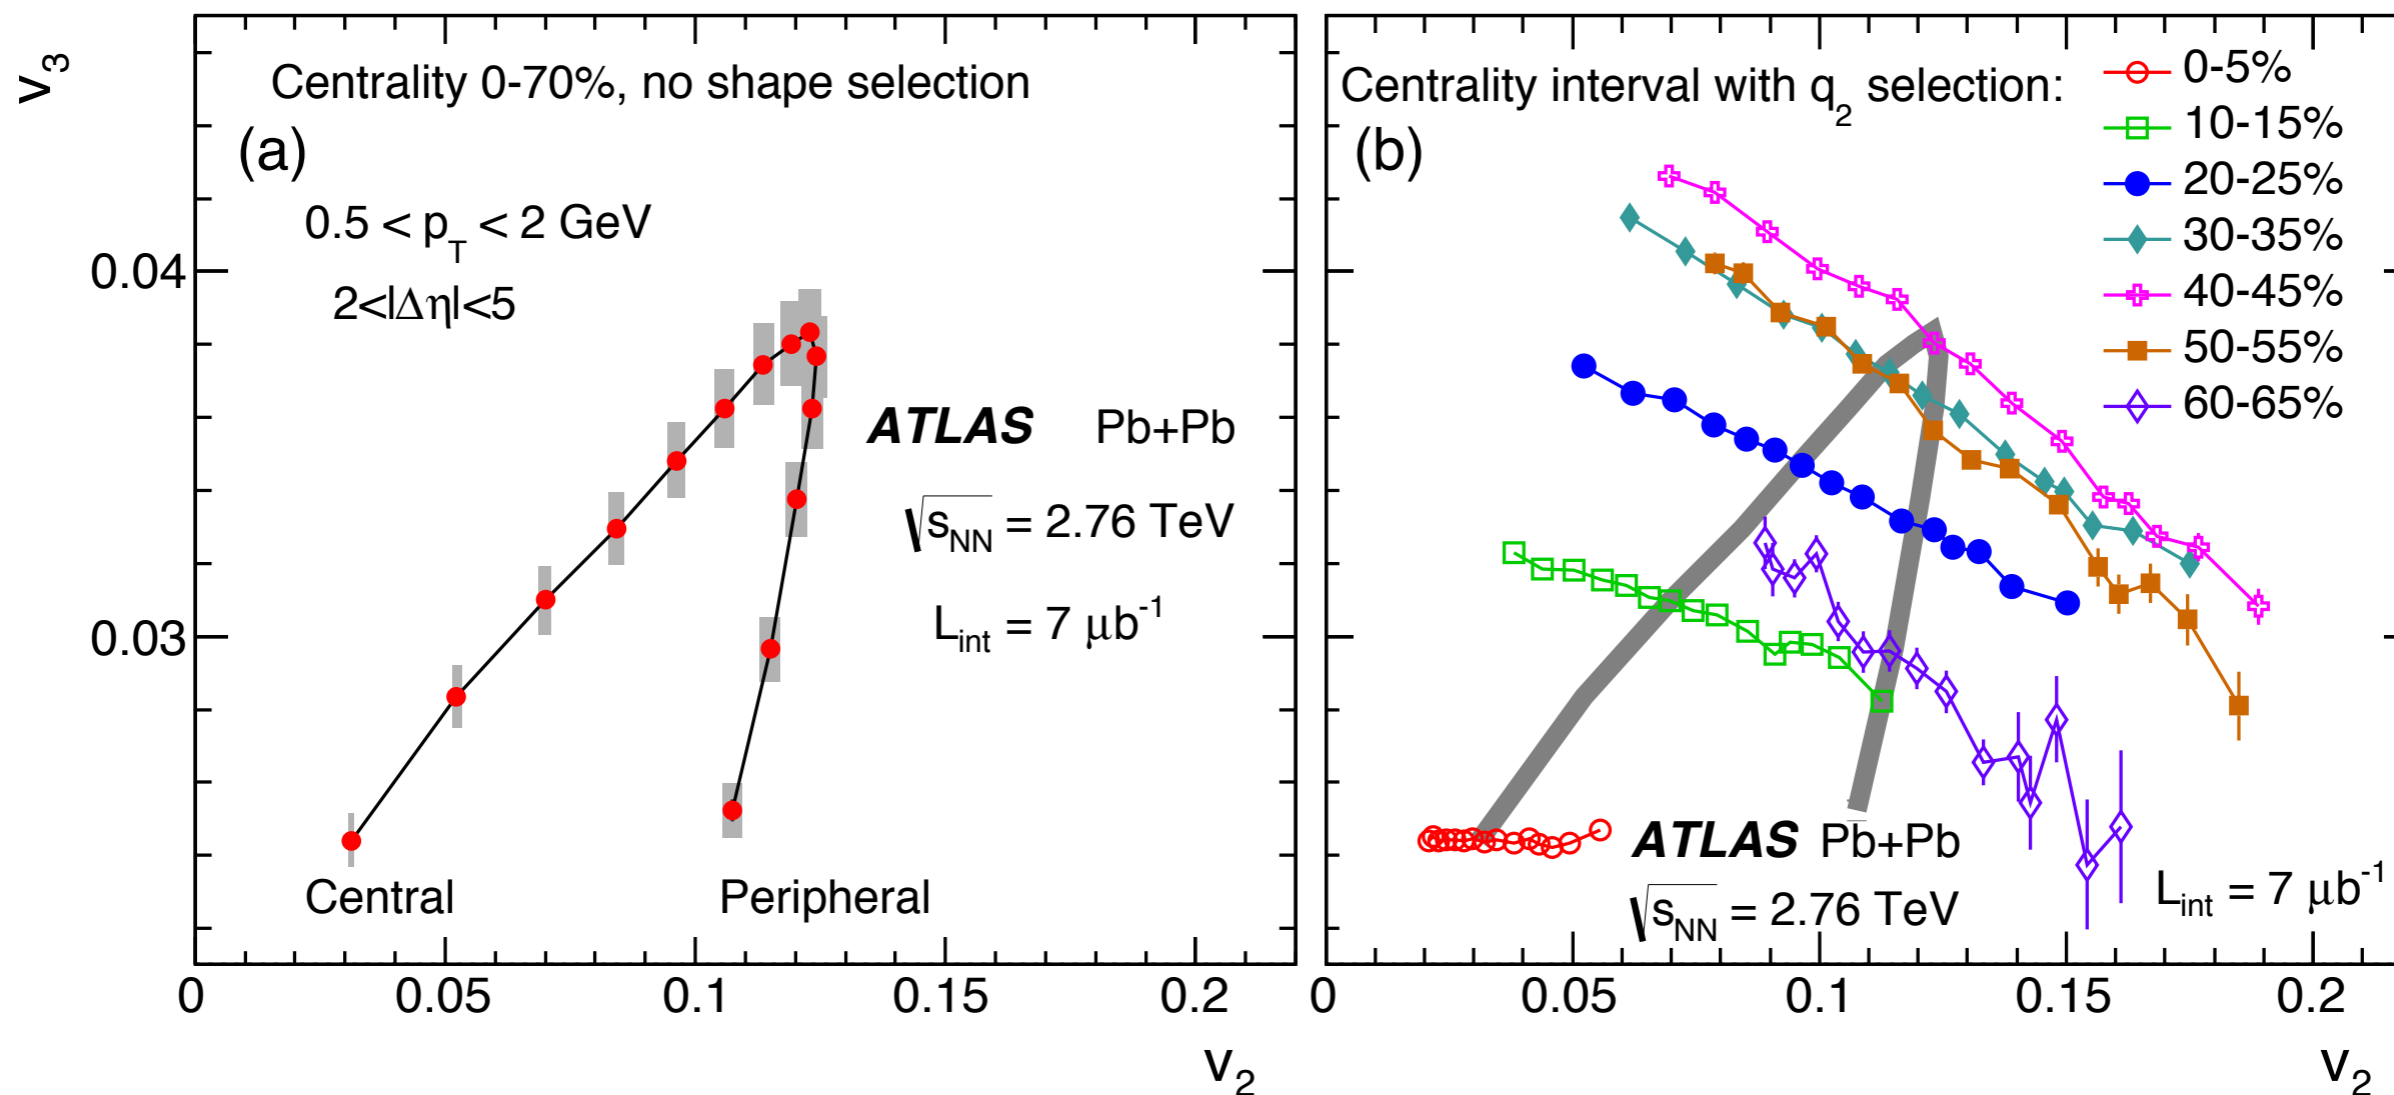 v3
Centrality 0-70%, no shape selection
(a)
0.5 < pT < 2 GeV
2<|Δη|<5
0.04
0.03
ATLAS Pb+Pb
√sNN = 2.76 TeV
Lint = 7 μb-1
Central
Peripheral
0 0.05 0.1 0.15 0.2
v2
Centrality interval with q2 selection:
(b)
0-5%
10-15%
20-25%
30-35%
40-45%
50-55%
60-65%
ATLAS Pb+Pb
√sNN = 2.76 TeV
Lint = 7 μb-1
0 0.05 0.1 0.15 0.2
v2